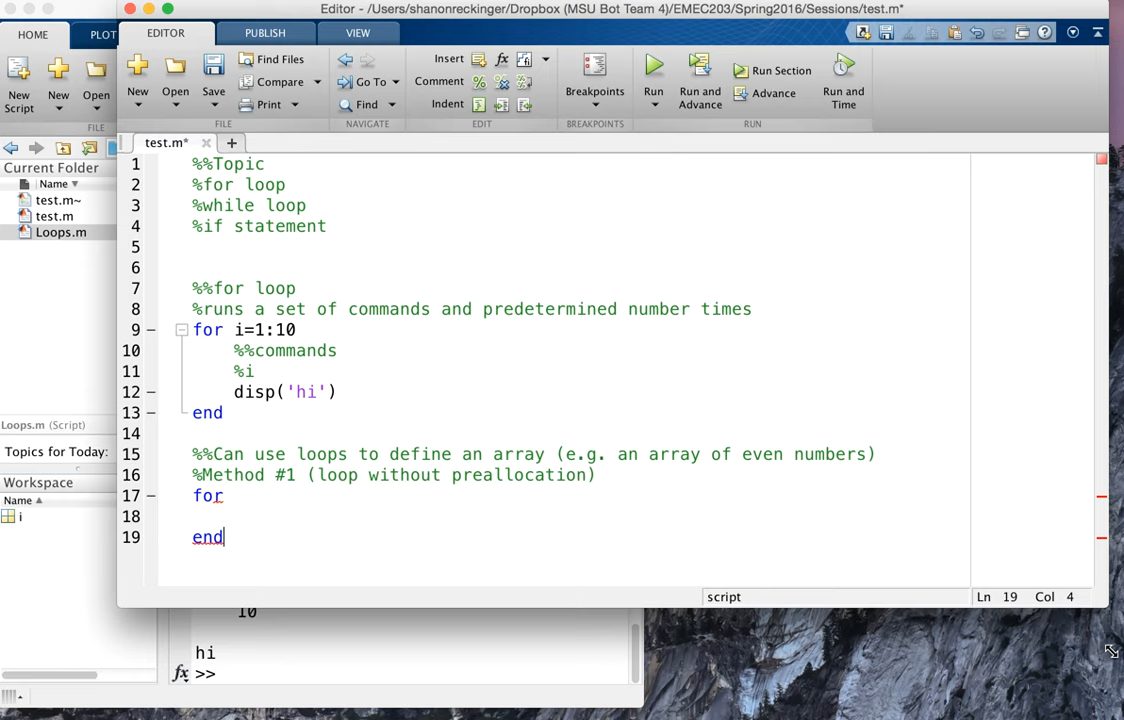 Editor - /Users/shanonreckinger/Dropbox (MSU Bot Team 4)/EMEC203/Spring2016/Sessions/test.m*
HOME
PLOT
EDITOR
PUBLISH
VIEW
New Script
New
Open
FILE
New
Open
Save
Find Files
Compare
Print
FILE
Go To
Find
NAVIGATE
Insert
fx
Comment
Indent
EDIT
Breakpoints
BREAKPOINTS
Run
Run and Advance
Run Section
Advance
Run and Time
RUN
test.m*
Current Folder
Name
test.m~
test.m
Loops.m
Loops.m (Script)
Topics for Today:
Workspace
Name
i
1 %%Topic
2 %for loop
3 %while loop
4 %if statement
5
6
7 %%for loop
8 %runs a set of commands and predetermined number times
9 for i=1:10
10 %%commands
11 %i
12 disp('hi')
13 end
14
15 %%Can use loops to define an array (e.g. an array of even numbers)
16 %Method #1 (loop without preallocation)
17 for
18
19 end
script
Ln 19 Col 4
10
hi
fx >>